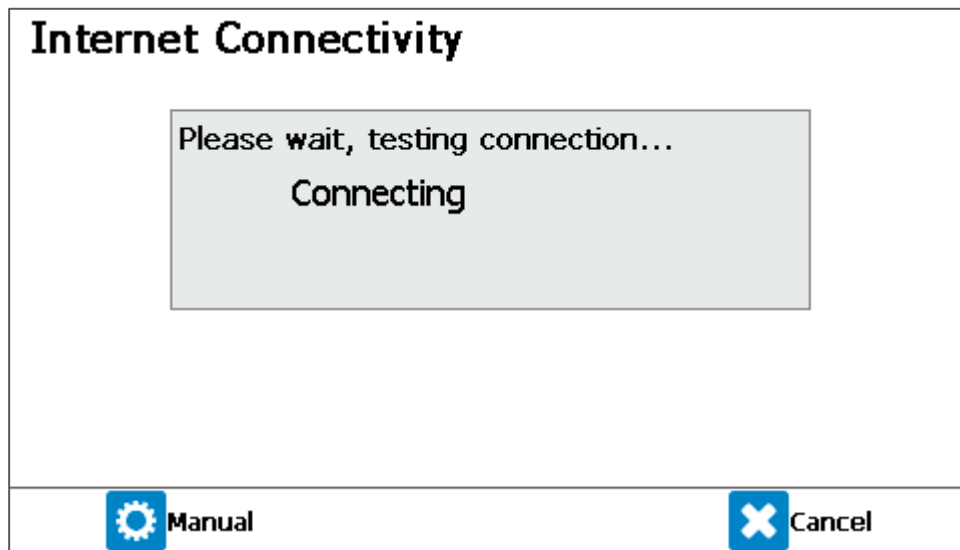 Internet Connectivity
Please wait, testing connection...
Connecting
Manual
Cancel